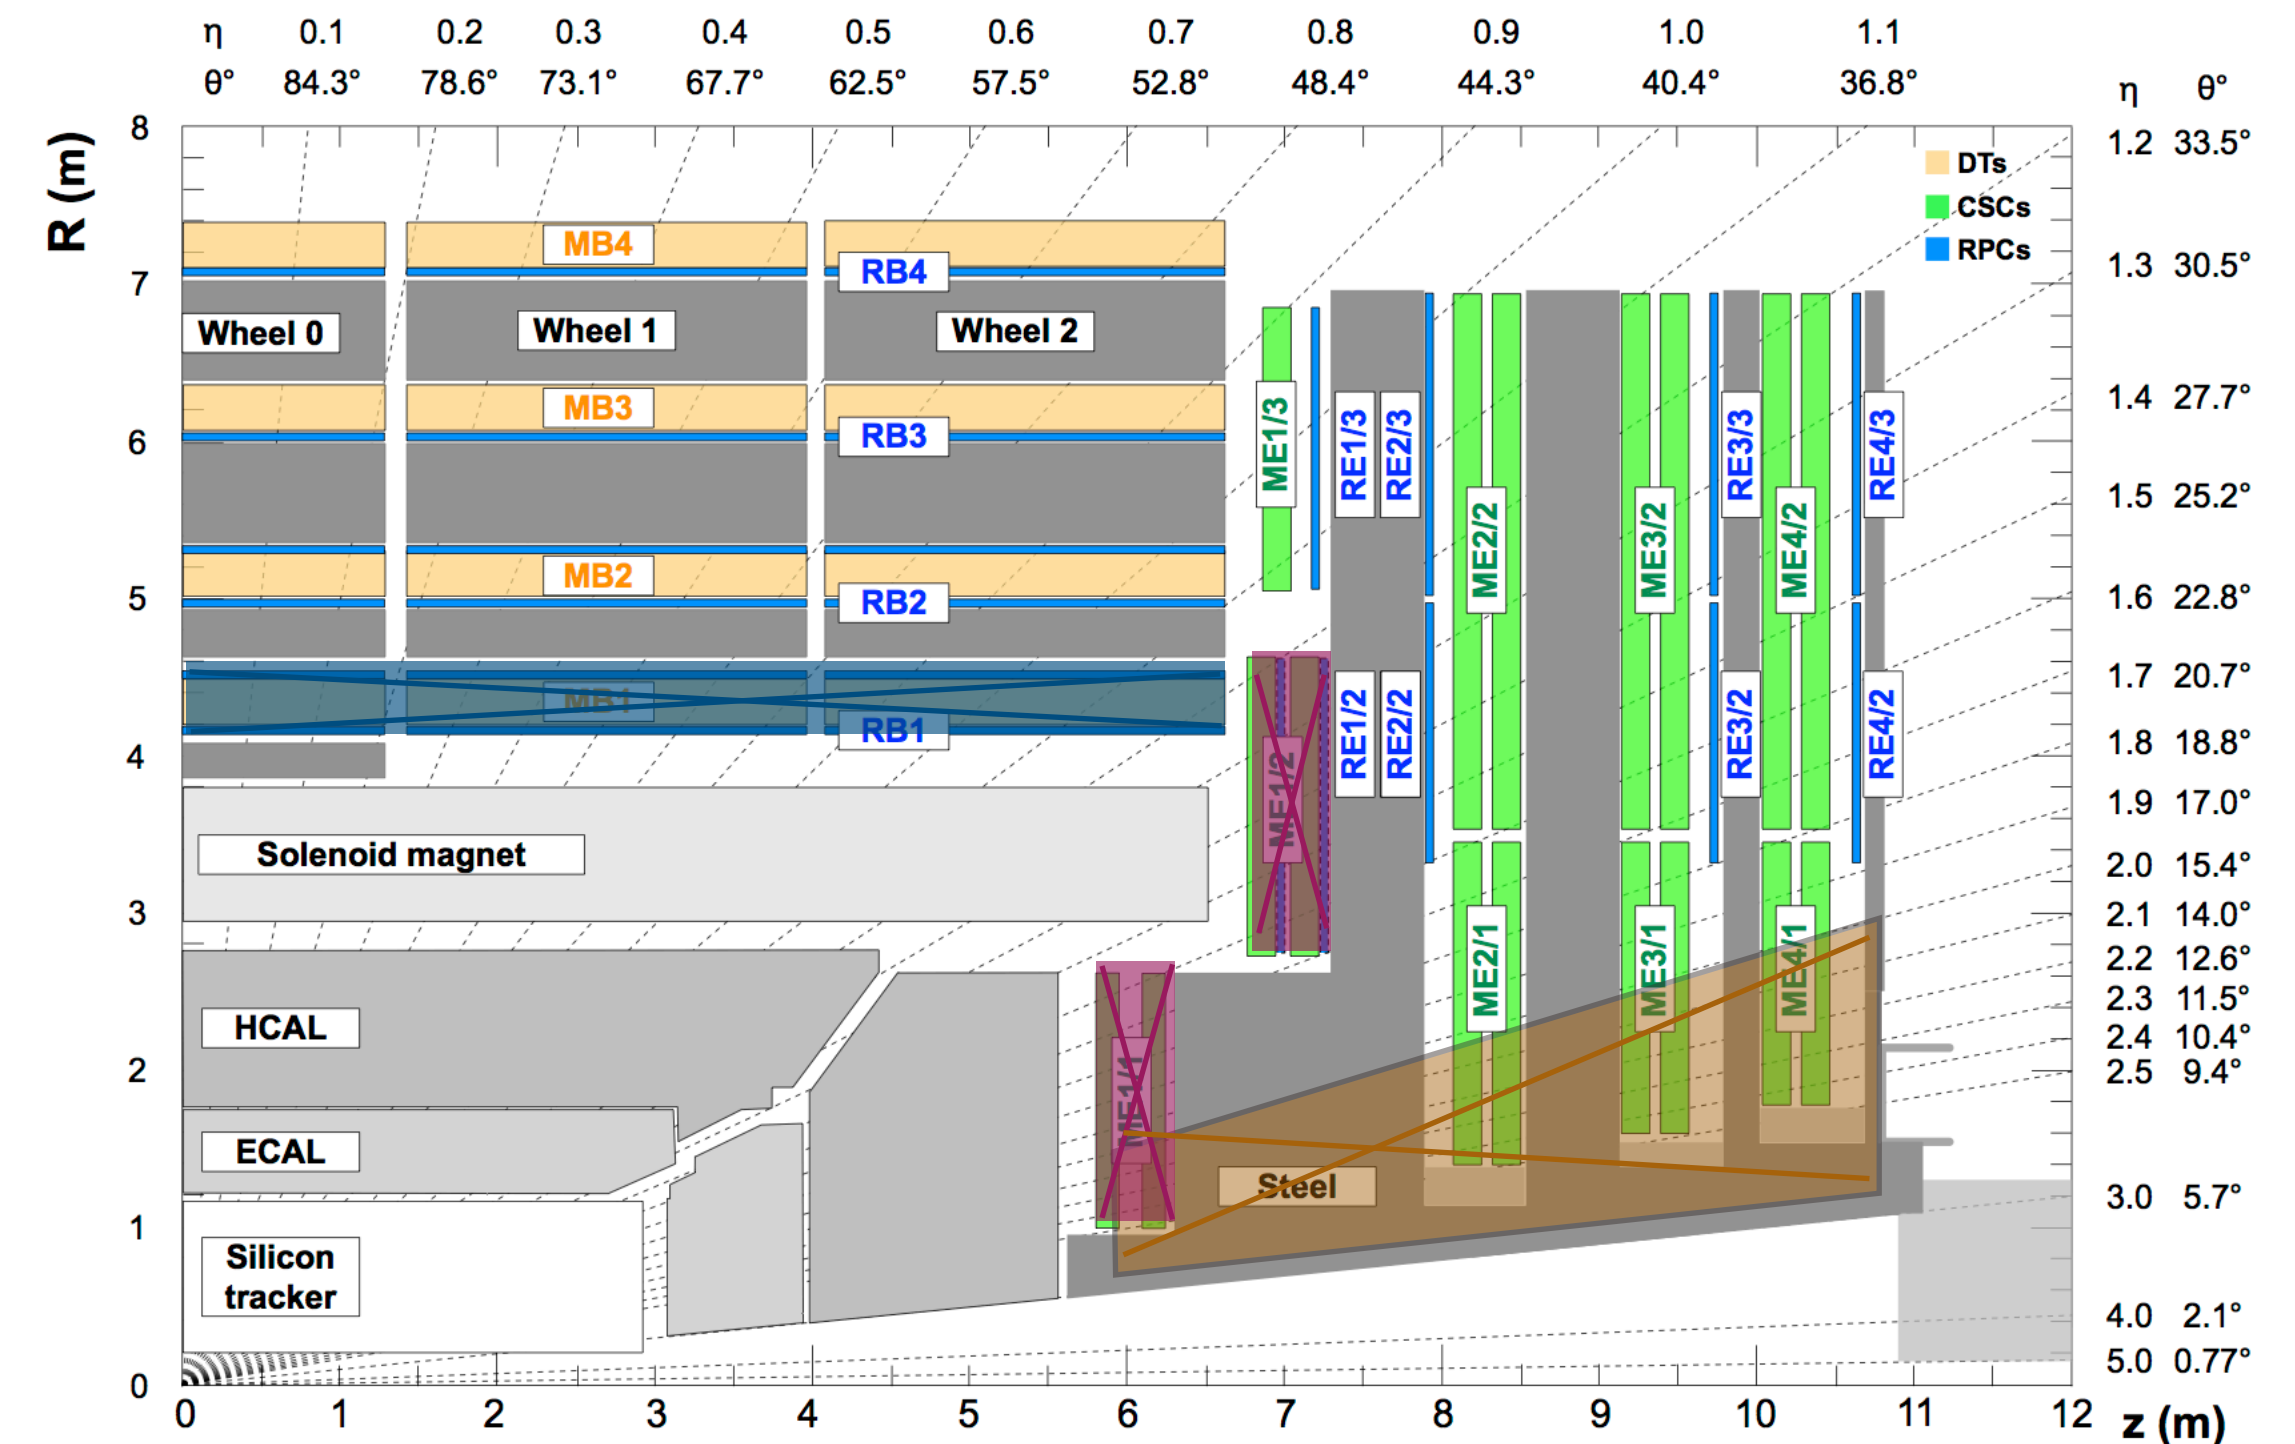 η 0.1 0.2 0.3 0.4 0.5 0.6 0.7 0.8 0.9 1.0 1.1
θ° 84.3° 78.6° 73.1° 67.7° 62.5° 57.5° 52.8° 48.4° 44.3° 40.4° 36.8° η θ°
R (m)
8
7
6
5
4
3
2
1
0
1.2 33.5°
1.3 30.5°
1.4 27.7°
1.5 25.2°
1.6 22.8°
1.7 20.7°
1.8 18.8°
1.9 17.0°
2.0 15.4°
2.1 14.0°
2.2 12.6°
2.3 11.5°
2.4 10.4°
2.5 9.4°
3.0 5.7°
4.0 2.1°
5.0 0.77°
DTs
CSCs
RPCs
MB4
RB4
Wheel 0 Wheel 1 Wheel 2
MB3
RB3
MB2
RB2
MB1
RB1
Solenoid magnet
HCAL
ECAL
Silicon
tracker
Steel
ME1/3
RE1/3
RE2/3
ME2/2
ME3/2
RE3/3
ME4/2
RE4/3
ME1/2
RE1/2
RE2/2
RE3/2
RE4/2
ME1/1
ME2/1
ME3/1
ME4/1
0 1 2 3 4 5 6 7 8 9 10 11 12 z (m)